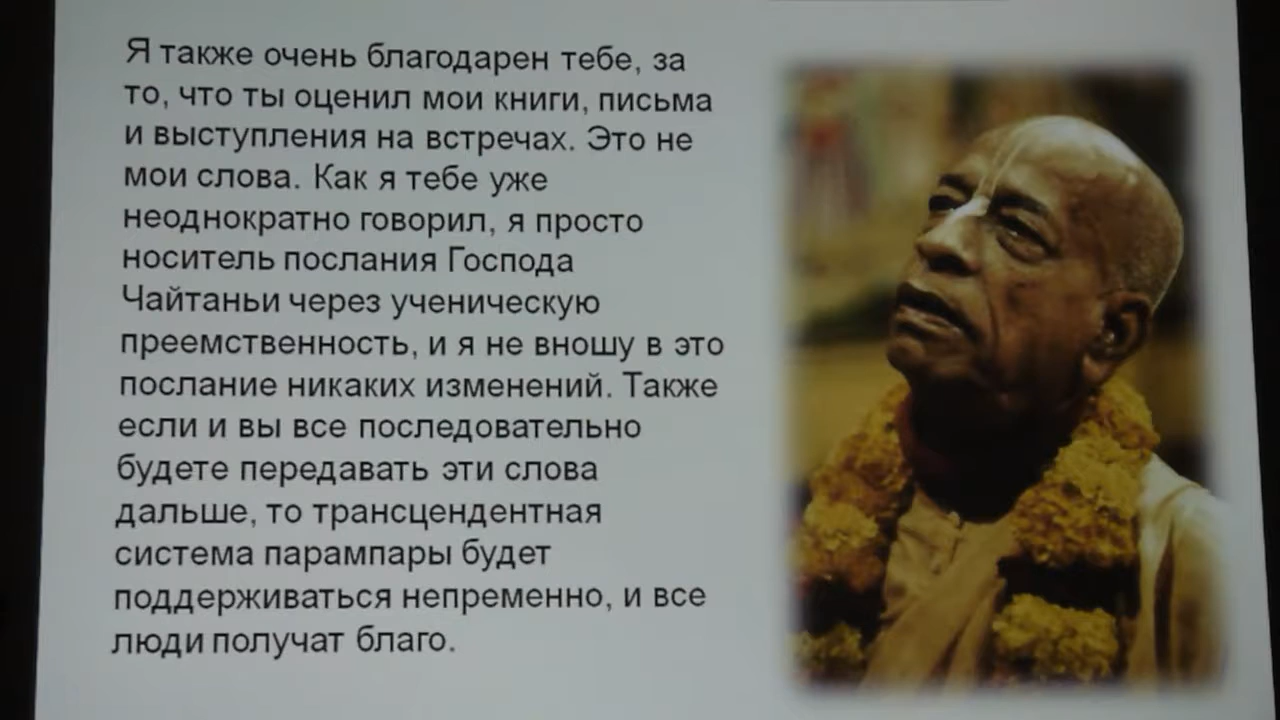 Я также очень благодарен тебе, за
то, что ты оценил мои книги, письма
и выступления на встречах. Это не
мои слова. Как я тебе уже
неоднократно говорил, я просто
носитель послания Господа
Чайтаньи через ученическую
преемственность, и я не вношу в это
послание никаких изменений. Также
если и вы все последовательно
будете передавать эти слова
дальше, то трансцендентная
система парампары будет
поддерживаться непременно, и все
люди получат благо.